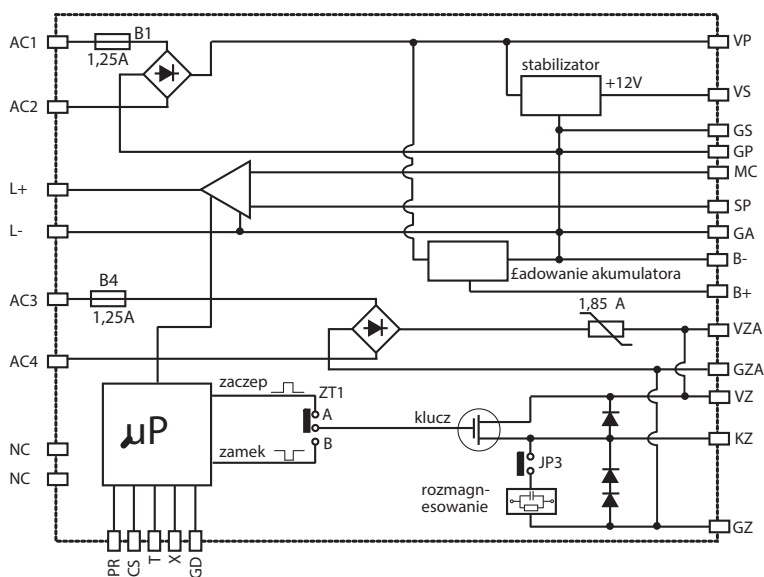 AC1
B1
1,25A
AC2
L+
L-
AC3
B4
1,25A
AC4
NC
NC
stabilizator
+12V
£adowanie akumulatora
1,85 A
µP
zaczep
ZT1
A
B
zamek
klucz
JP3
rozmagn-
esowanie
VP
VS
GS
GP
MC
SP
GA
B-
B+
VZA
GZA
VZ
KZ
GZ
PR
CS
T
X
GD